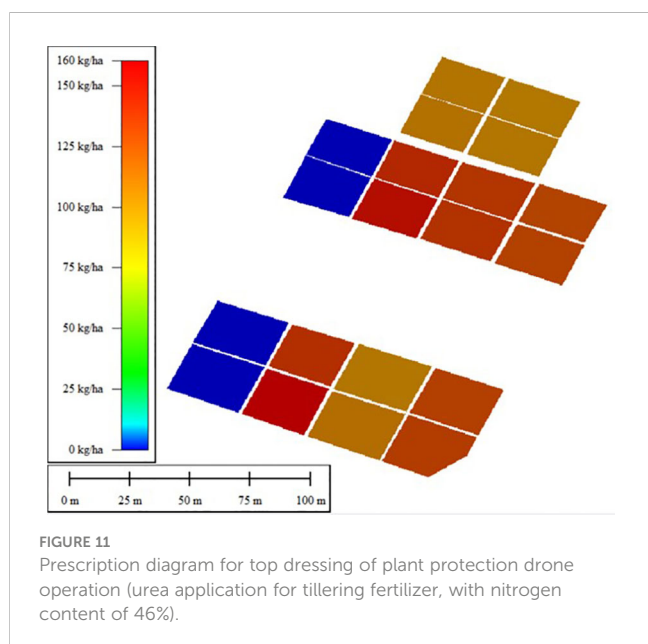 160 kg/ha
150 kg/ha
125 kg/ha
100 kg/ha
75 kg/ha
50 kg/ha
25 kg/ha
0 kg/ha
0 m 25 m 50 m 75 m 100 m
FIGURE 11
Prescription diagram for top dressing of plant protection drone
operation (urea application for tillering fertilizer, with nitrogen
content of 46%).